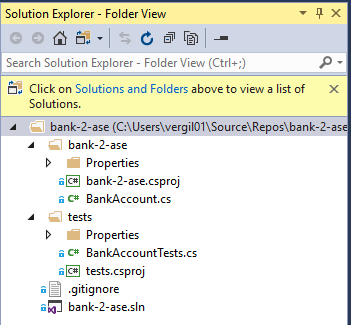 Solution Explorer - Folder View
Search Solution Explorer - Folder View (Ctrl+;)
Click on Solutions and Folders above to view a list of
Solutions.
bank-2-ase (C:\Users\vergil01\Source\Repos\bank-2-ase
bank-2-ase
Properties
C# bank-2-ase.csproj
C# BankAccount.cs
tests
Properties
C# BankAccountTests.cs
C# tests.csproj
.gitignore
bank-2-ase.sln